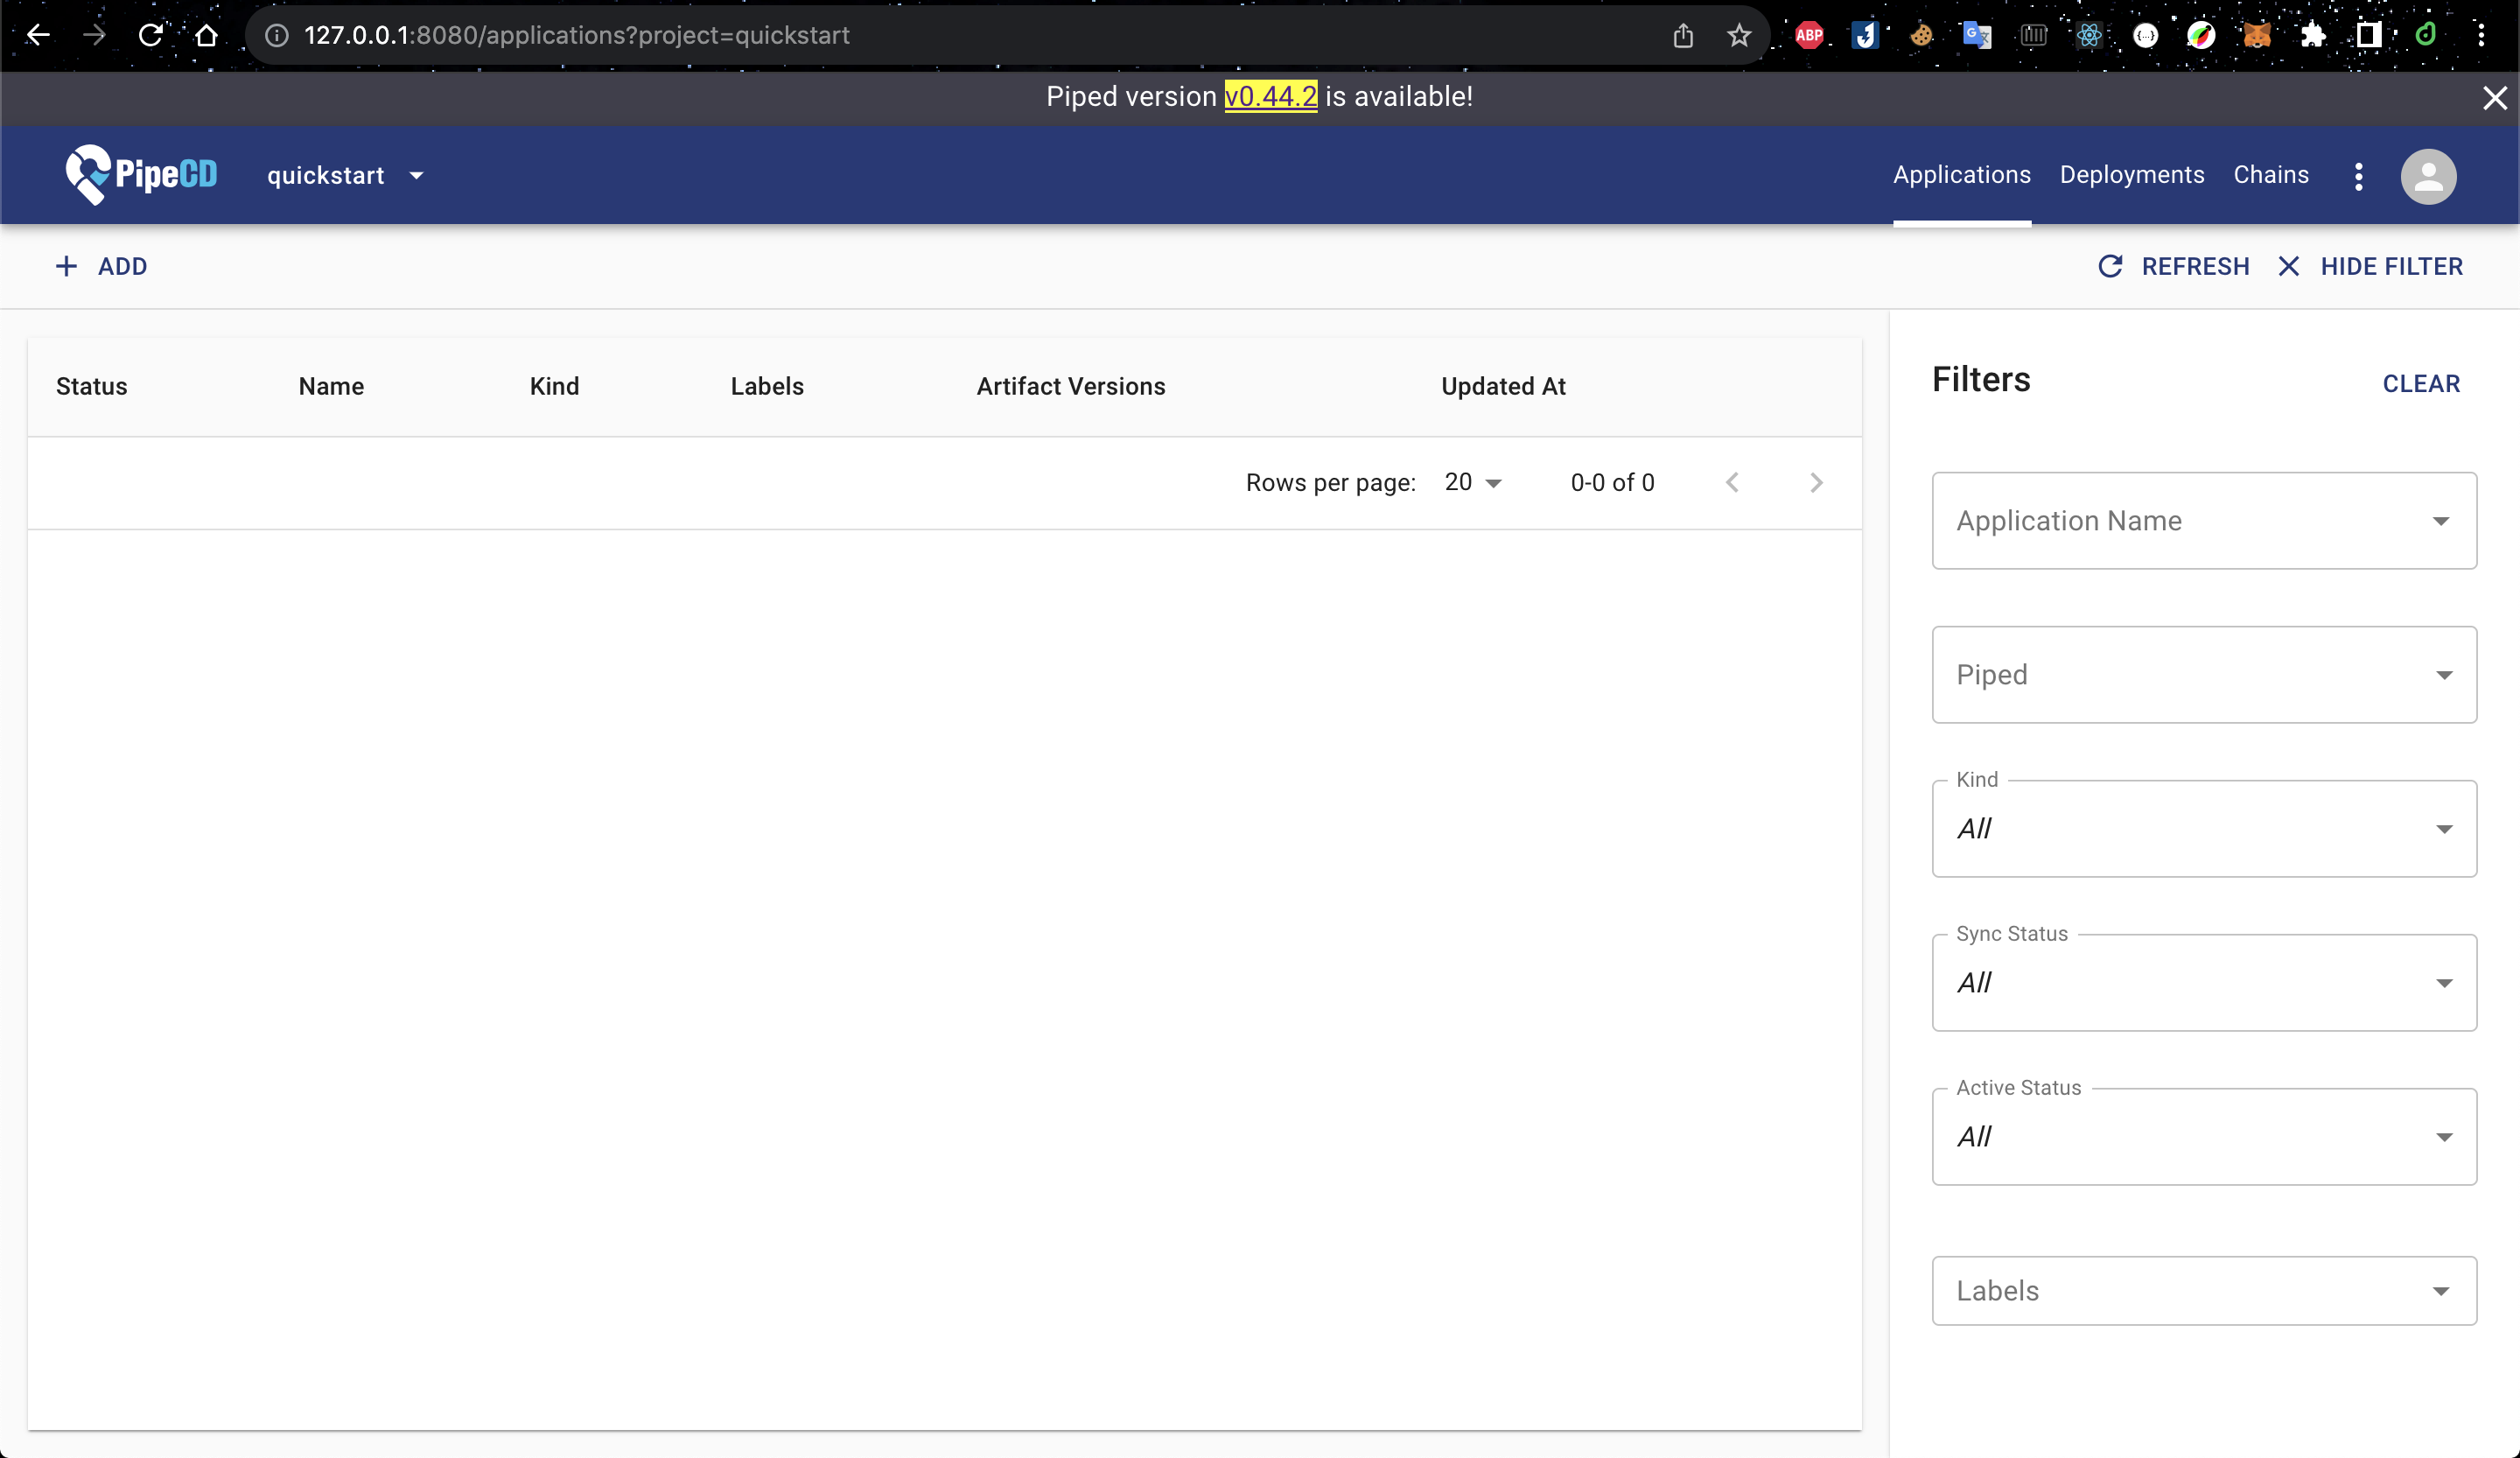 127.0.0.1:8080/applications?project=quickstart
ABP
Piped version v0.44.2 is available!
PipeCD
quickstart
Applications
Deployments
Chains
ADD
REFRESH
HIDE FILTER
Status
Name
Kind
Labels
Artifact Versions
Updated At
Rows per page:
20
0-0 of 0
Filters
CLEAR
Application Name
Piped
Kind
All
Sync Status
All
Active Status
All
Labels